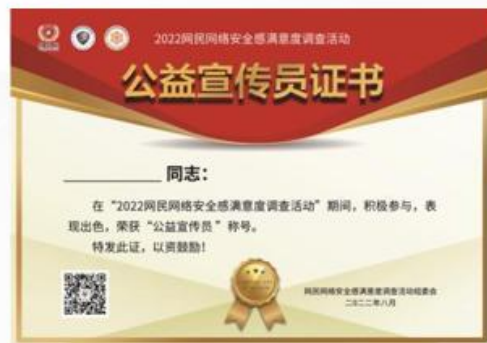 2022网民网络安全感满意度调查活动
公益宣传员证书
同志：
在“2022网民网络安全感满意度调查活动”期间，积极参与，表
现出色，荣获“公益宣传员”称号。
特发此证，以资鼓励！
网民网络安全感满意度调查活动组委会
二〇二二年八月